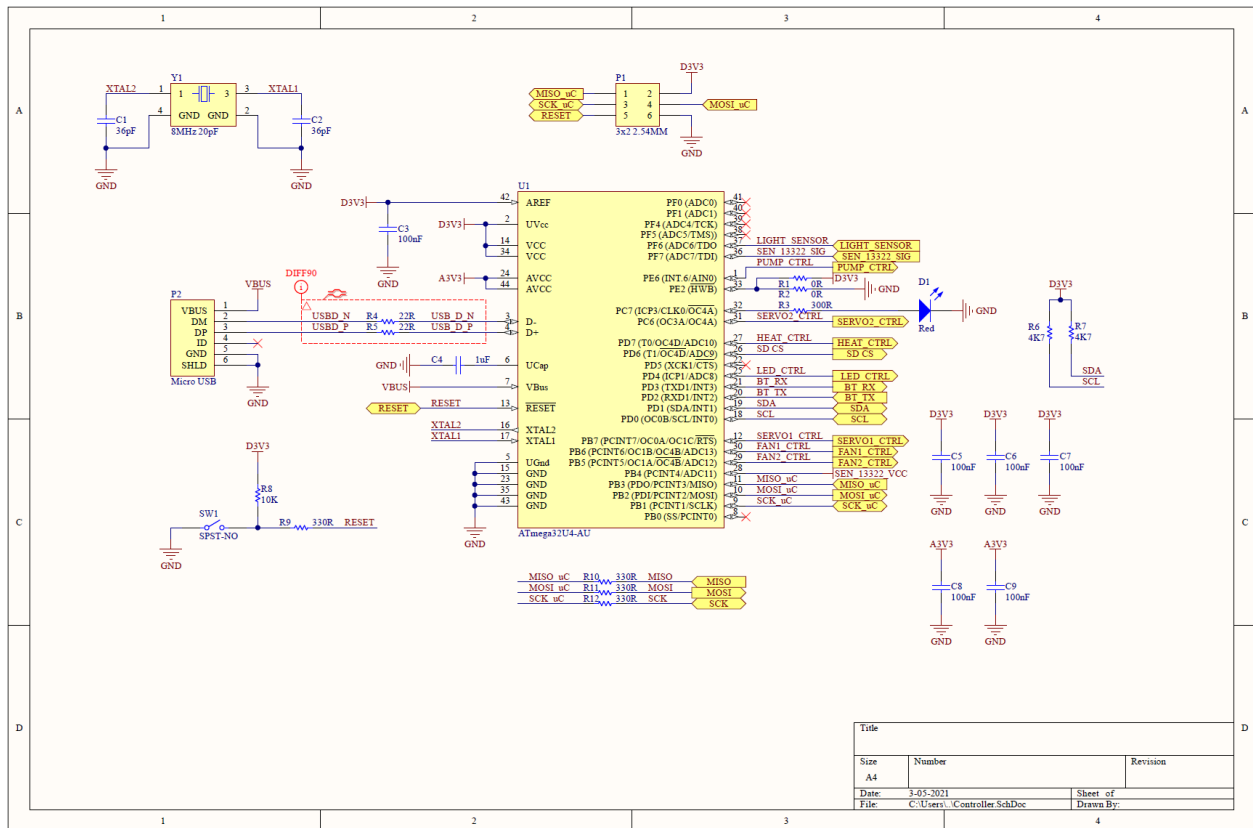 1 2 3 4
A
B
C
D
A
B
C
D
1 2 3 4
Y1
XTAL2 1 1 3 3 XTAL1
4 GND GND 2
8MHz 20pF
C1
36pF
C2
36pF
GND
GND
P1
D3V3
MISO_uC 1 2
SCK_uC 3 4 MOSI_uC
RESET 5 6
3x2 2.54MM
GND
U1
D3V3 42 AREF
C3
100nF
GND
D3V3 2 UVcc
14 VCC
34 VCC
A3V3 24 AVCC
44 AVCC
DIFF90
i
P2
VBUS
VBUS 1
DM 2 USBD_N R4 22R USB_D_N 3 D-
DP 3 USBD_P R5 22R USB_D_P 4 D+
ID 4
GND 5
SHLD 6
Micro USB
GND
GND C4 1uF 6 UCap
VBUS 7 VBus
RESET RESET 13 RESET
XTAL2 16 XTAL2
XTAL1 17 XTAL1
5 UGnd
15 GND
23 GND
35 GND
43 GND
GND
ATmega32U4-AU
PF0 (ADC0) 41
PF1 (ADC1) 40
PF4 (ADC4/TCK) 39
PF5 (ADC5/TMS)) 38
PF6 (ADC6/TDO 37 LIGHT_SENSOR LIGHT_SENSOR
PF7 (ADC7/TDI) 36 SEN_13322_SIG SEN_13322_SIG
PE6 (INT.6/AIN0) 1 PUMP_CTRL PUMP_CTRL
PE2 (HWB) 33 R1 0R D3V3
R2 0R GND
PC7 (ICP3/CLK0/OC4A) 32 R3 300R
D1
Red
GND
PC6 (OC3A/OC4A) 31 SERVO2_CTRL SERVO2_CTRL
PD7 (T0/OC4D/ADC10) 27 HEAT_CTRL HEAT_CTRL
PD6 (T1/OC4D/ADC9) 26 SD CS SD CS
PD5 (XCK1/CTS) 22
PD4 (ICP1/ADC8) 25 LED_CTRL LED_CTRL
PD3 (TXD1/INT3) 21 BT_RX BT_RX
PD2 (RXD1/INT2) 20 BT_TX BT_TX
PD1 (SDA/INT1) 19 SDA SDA
PD0 (OC0B/SCL/INT0) 18 SCL SCL
PB7 (PCINT7/OC0A/OC1C/RTS) 12 SERVO1_CTRL SERVO1_CTRL
PB6 (PCINT6/OC1B/OC4B/ADC13) 30 FAN1_CTRL FAN1_CTRL
PB5 (PCINT5/OC1A/OC4B/ADC12) 29 FAN2_CTRL FAN2_CTRL
PB4 (PCINT4/ADC11) 28 SEN_13322_VCC
PB3 (PDO/PCINT3/MISO) 11 MISO_uC MISO_uC
PB2 (PDI/PCINT2/MOSI) 10 MOSI_uC MOSI_uC
PB1 (PCINT1/SCLK) 9 SCK_uC SCK_uC
PB0 (SS/PCINT0) 8
D3V3
R6
4K7
R7
4K7
SDA
SCL
D3V3
C5
100nF
GND
D3V3
C6
100nF
GND
D3V3
C7
100nF
GND
A3V3
C8
100nF
GND
A3V3
C9
100nF
GND
D3V3
R8
10K
SW1
SPST-NO
R9 330R RESET
GND
MISO_uC R10 330R MISO MISO
MOSI_uC R11 330R MOSI MOSI
SCK_uC R12 330R SCK SCK
Title
Size Number Revision
A4
Date: 3-05-2021 Sheet of
File: C:\Users\..\Controller.SchDoc Drawn By: